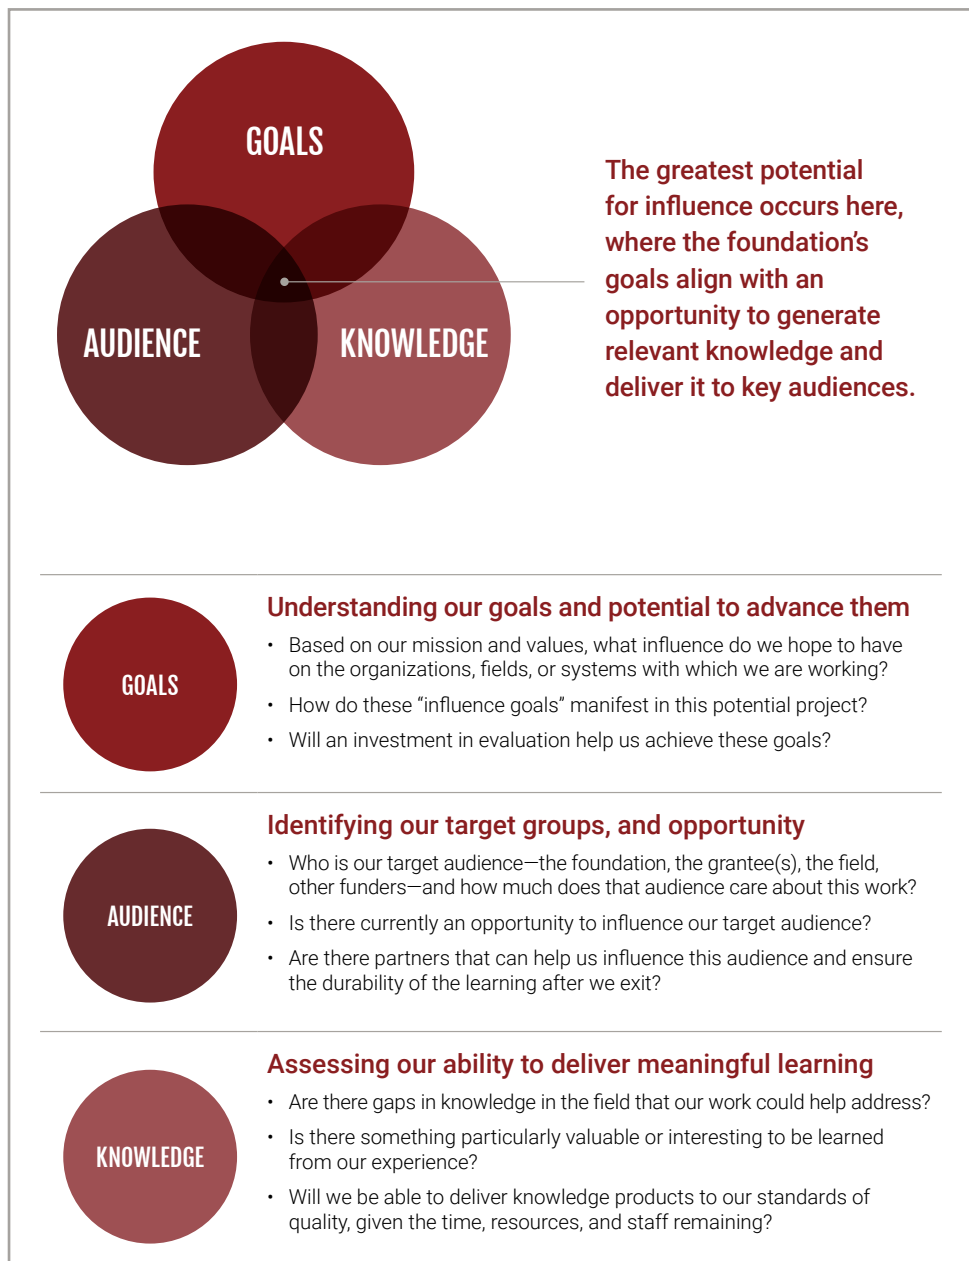 GOALS
AUDIENCE
KNOWLEDGE
The greatest potential
for influence occurs here,
where the foundation’s
goals align with an
opportunity to generate
relevant knowledge and
deliver it to key audiences.
GOALS
Understanding our goals and potential to advance them
• Based on our mission and values, what influence do we hope to have
on the organizations, fields, or systems with which we are working?
• How do these “influence goals” manifest in this potential project?
• Will an investment in evaluation help us achieve these goals?
AUDIENCE
Identifying our target groups, and opportunity
• Who is our target audience—the foundation, the grantee(s), the field,
other funders—and how much does that audience care about this work?
• Is there currently an opportunity to influence our target audience?
• Are there partners that can help us influence this audience and ensure
the durability of the learning after we exit?
KNOWLEDGE
Assessing our ability to deliver meaningful learning
• Are there gaps in knowledge in the field that our work could help address?
• Is there something particularly valuable or interesting to be learned
from our experience?
• Will we be able to deliver knowledge products to our standards of
quality, given the time, resources, and staff remaining?